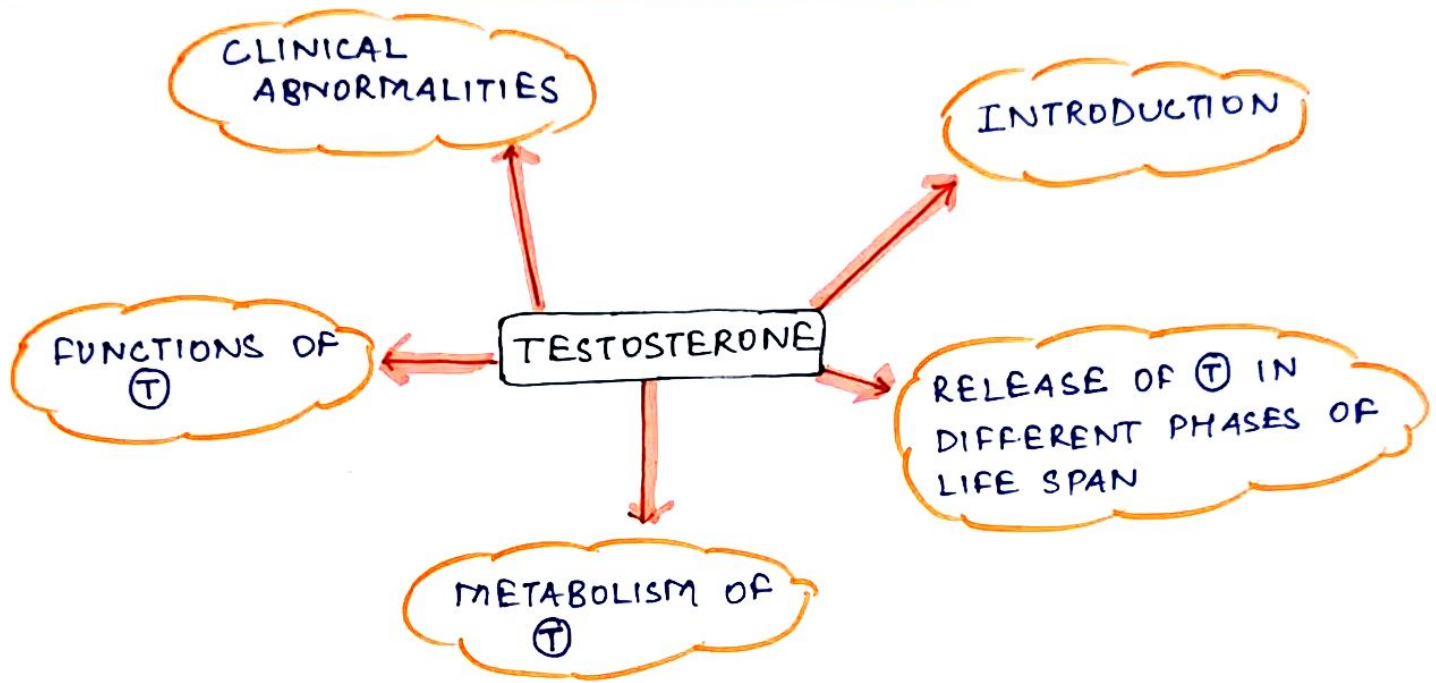 CLINICAL
ABNORMALITIES
INTRODUCTION
TESTOSTERONE
FUNCTIONS OF
Ⓣ
RELEASE OF Ⓣ IN
DIFFERENT PHASES OF
LIFE SPAN
METABOLISM OF
Ⓣ